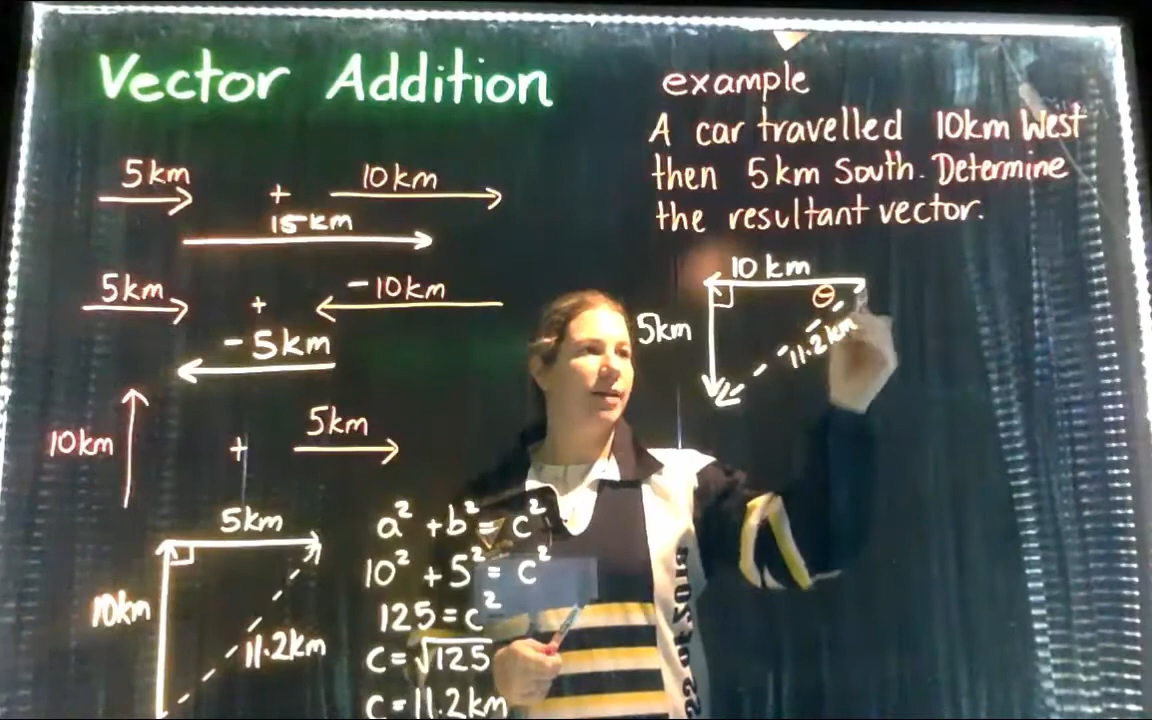 Vector Addition
5km + 10km
15km
5km + -10km
-5km
10km + 5km
5km
10km
11.2km
a² + b² = c²
10² + 5² = c²
125 = c²
c = √125
c = 11.2km
example
A car travelled 10km West
then 5km South. Determine
the resultant vector.
10 km
θ
5km
11.2km